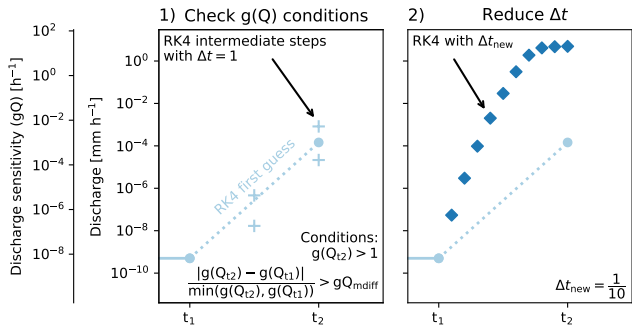 1) Check g(Q) conditions
2) Reduce Δt
Discharge sensitivity (gQ) [h⁻¹]
10²
10⁰
10⁻²
10⁻⁴
10⁻⁶
10⁻⁸
Discharge [mm h⁻¹]
10⁰
10⁻²
10⁻⁴
10⁻⁶
10⁻⁸
10⁻¹⁰
RK4 intermediate steps
with Δt = 1
RK4 first guess
Conditions:
g(Q_t2) > 1
|g(Q_t2) − g(Q_t1)| / min(g(Q_t2), g(Q_t1)) > gQ_mdiff
t₁
t₂
RK4 with Δt_new
Δt_new = 1/10
t₁
t₂